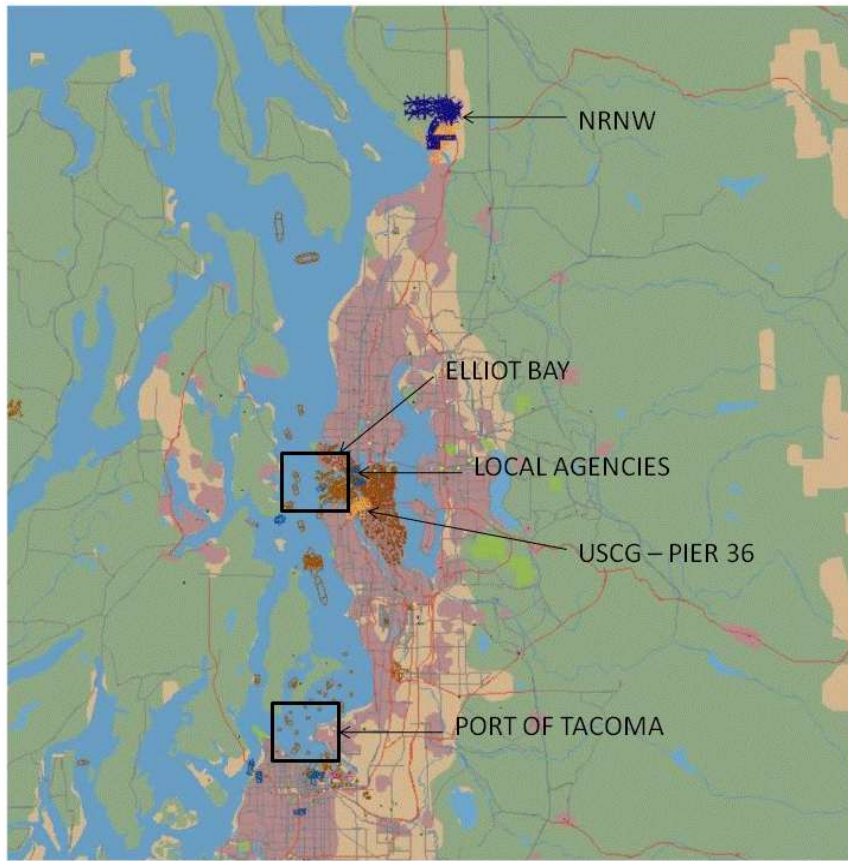 NRNW
ELLIOT BAY
LOCAL AGENCIES
USCG – PIER 36
PORT OF TACOMA